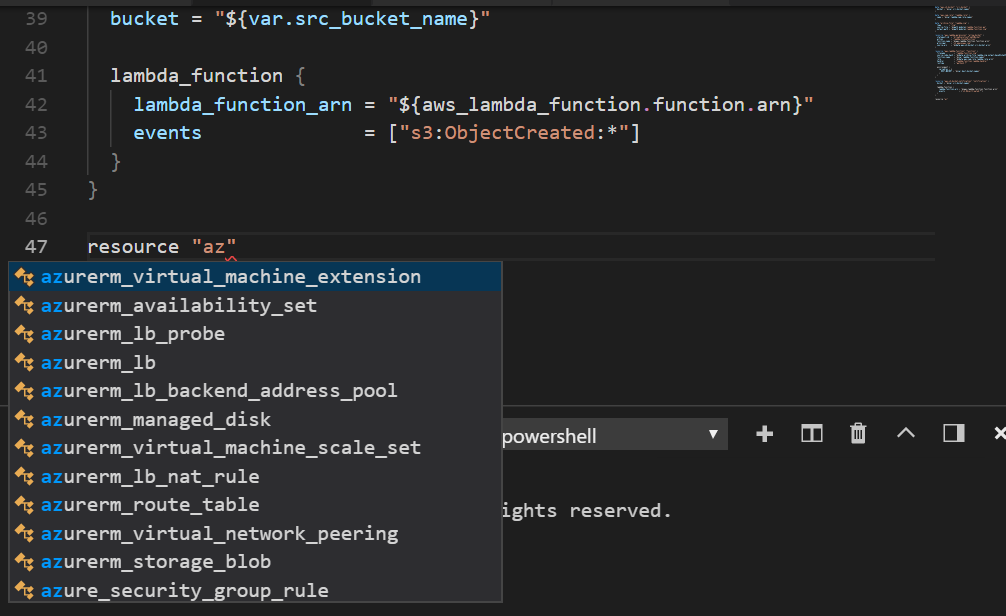 39 bucket = "${var.src_bucket_name}"
40
41 lambda_function {
42 lambda_function_arn = "${aws_lambda_function.function.arn}"
43 events = ["s3:ObjectCreated:*"]
44 }
45 }
46
47 resource "az"
azurerm_virtual_machine_extension
azurerm_availability_set
azurerm_lb_probe
azurerm_lb
azurerm_lb_backend_address_pool
azurerm_managed_disk
azurerm_virtual_machine_scale_set
azurerm_lb_nat_rule
azurerm_route_table
azurerm_virtual_network_peering
azurerm_storage_blob
azure_security_group_rule
powershell
ights reserved.